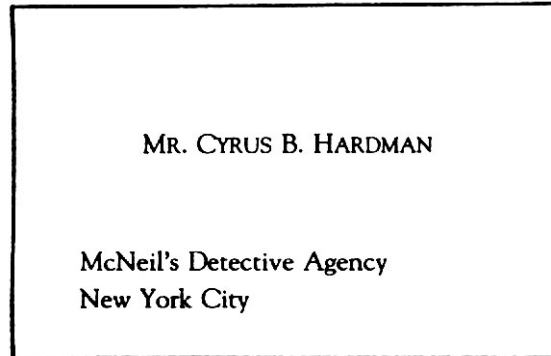 MR. CYRUS B. HARDMAN
McNeil's Detective Agency
New York City